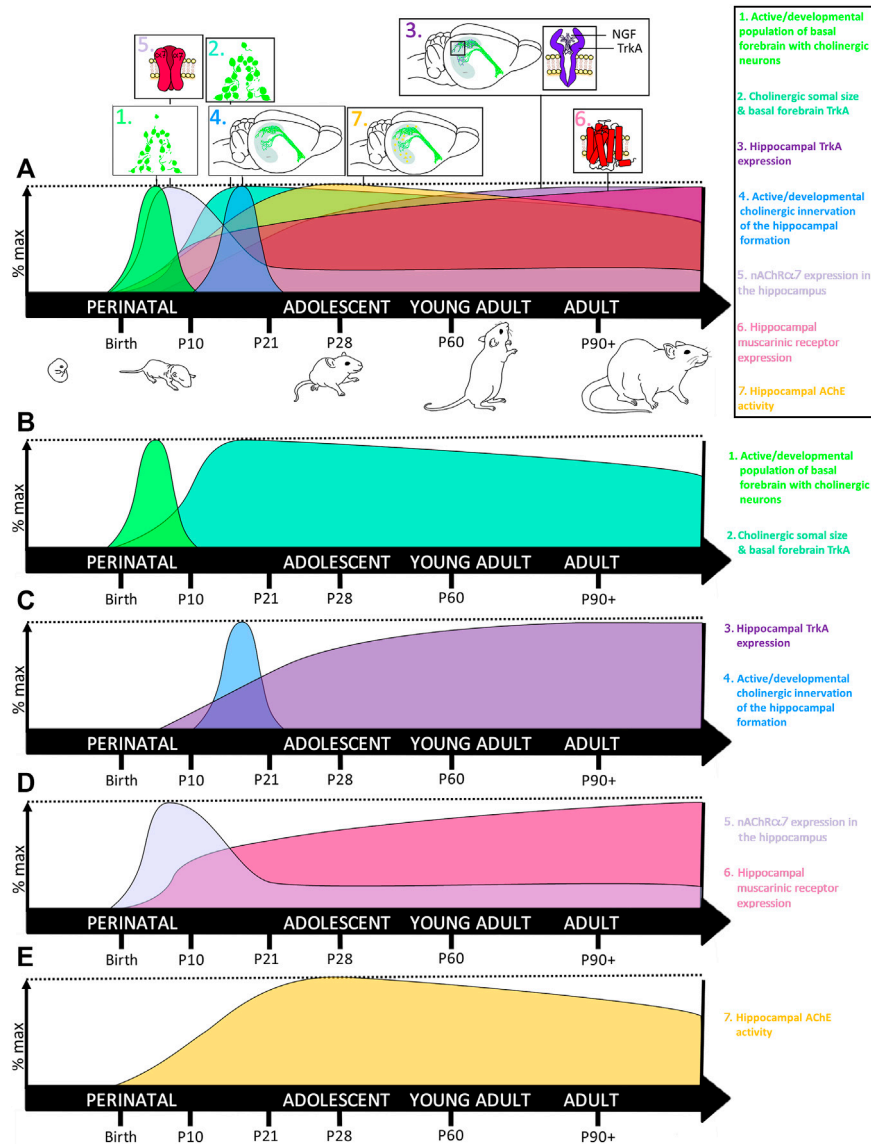 5.
2.
1.
4.
7.
3.
NGF
TrkA
6.
A
% max
PERINATAL ADOLESCENT YOUNG ADULT ADULT
Birth P10 P21 P28 P60 P90+
1. Active/developmental
population of basal
forebrain with cholinergic
neurons
2. Cholinergic somal size
& basal forebrain TrkA
3. Hippocampal TrkA
expression
4. Active/developmental
cholinergic innervation
of the hippocampal
formation
5. nAChRα7 expression in
the hippocampus
6. Hippocampal
muscarinic receptor
expression
7. Hippocampal AChE
activity
B
% max
PERINATAL ADOLESCENT YOUNG ADULT ADULT
Birth P10 P21 P28 P60 P90+
1. Active/developmental
population of basal
forebrain with cholinergic
neurons
2. Cholinergic somal size
& basal forebrain TrkA
C
% max
PERINATAL ADOLESCENT YOUNG ADULT ADULT
Birth P10 P21 P28 P60 P90+
3. Hippocampal TrkA
expression
4. Active/developmental
cholinergic innervation
of the hippocampal
formation
D
% max
PERINATAL ADOLESCENT YOUNG ADULT ADULT
Birth P10 P21 P28 P60 P90+
5. nAChRα7 expression in
the hippocampus
6. Hippocampal
muscarinic receptor
expression
E
% max
PERINATAL ADOLESCENT YOUNG ADULT ADULT
Birth P10 P21 P28 P60 P90+
7. Hippocampal AChE
activity